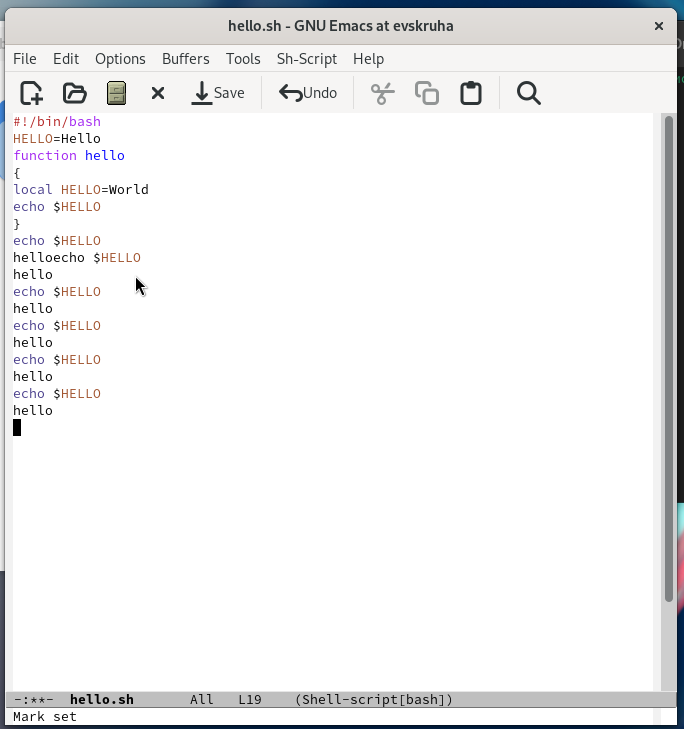 hello.sh - GNU Emacs at evskruha
File Edit Options Buffers Tools Sh-Script Help
Save Undo
#!/bin/bash
HELLO=Hello
function hello
{
local HELLO=World
echo $HELLO
}
echo $HELLO
helloecho $HELLO
hello
echo $HELLO
hello
echo $HELLO
hello
echo $HELLO
hello
echo $HELLO
hello
-:**- hello.sh All L19 (Shell-script[bash])
Mark set